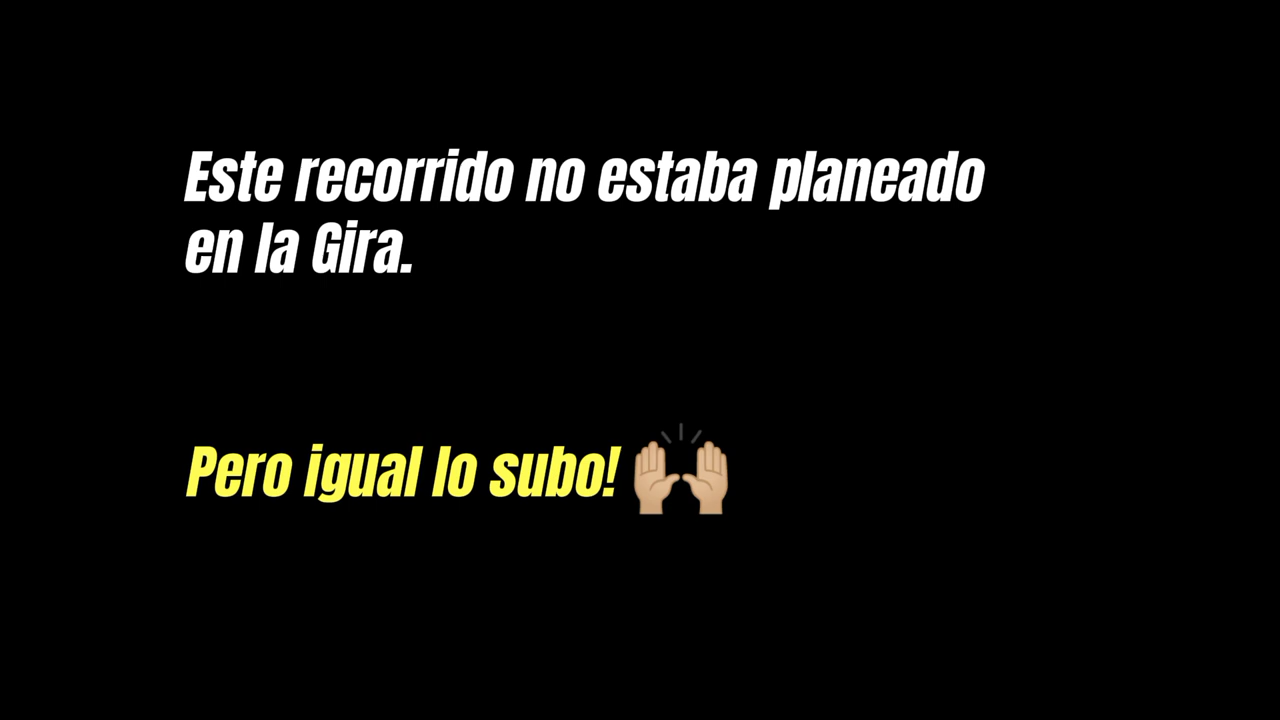 Este recorrido no estaba planeado
en la Gira.
Pero igual lo subo! 🙌🏼